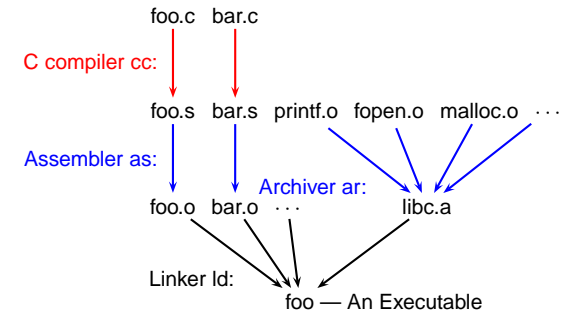 foo.c bar.c
C compiler cc:
foo.s bar.s printf.o fopen.o malloc.o ···
Assembler as:
Archiver ar:
foo.o bar.o ··· libc.a
Linker ld:
foo — An Executable